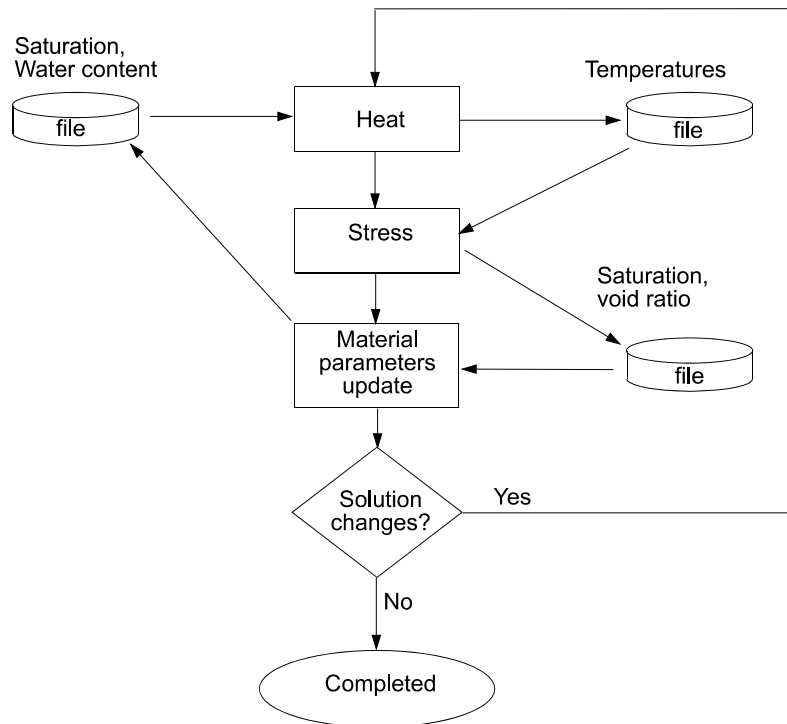 Saturation,
Water content
file
Heat
Temperatures
file
Stress
Saturation,
void ratio
file
Material
parameters
update
Solution
changes?
Yes
No
Completed